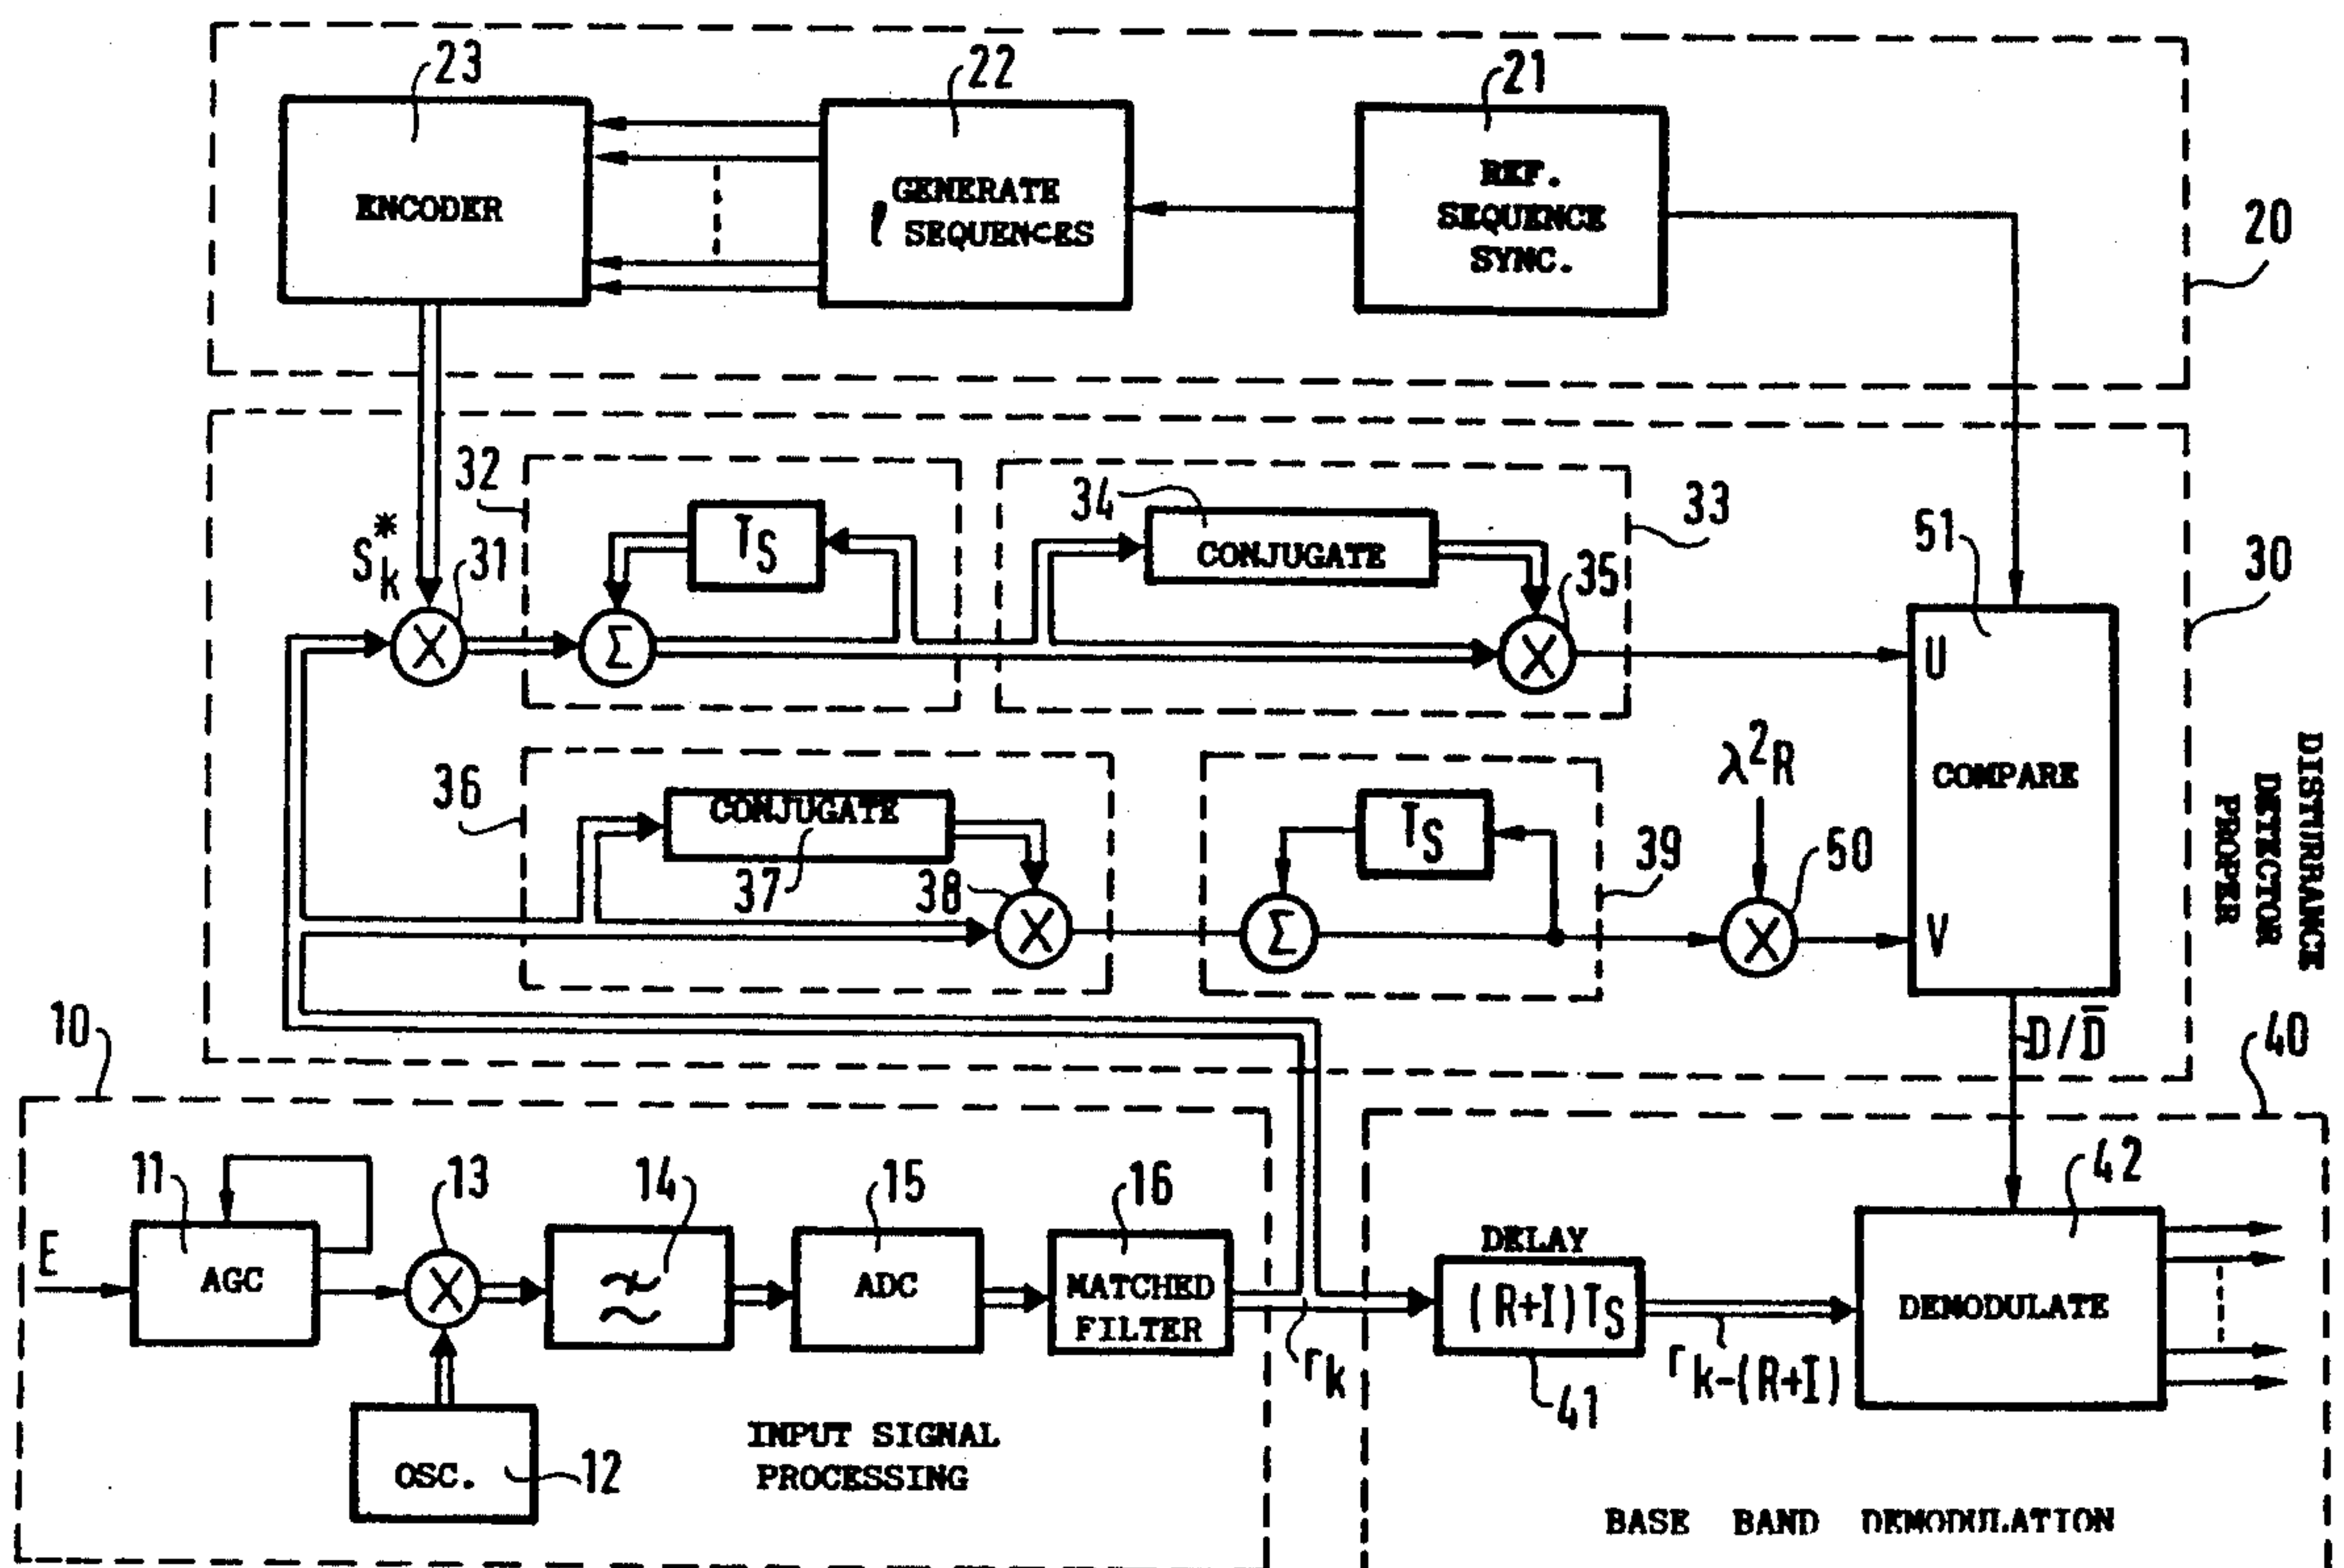 23
22
21
ENCODER
GENERATE
ℓ SEQUENCES
REF.
SEQUENCE
SYNC.
20
32
34
33
30
S*k
31
TS
CONJUGATE
35
51
Σ
X
X
U
36
CONJUGATE
37
38
X
Σ
TS
39
λ²R
50
X
COMPARE
V
DISTURBANCE
DETECTOR
PROPER
10
D/D̅
40
11
13
14
15
16
42
E
AGC
X
≈
ADC
MATCHED
FILTER
rk
DELAY
(R+I)TS
41
rk-(R+I)
DEMODULATE
OSC.
12
INPUT SIGNAL
PROCESSING
BASE BAND DEMODULATION